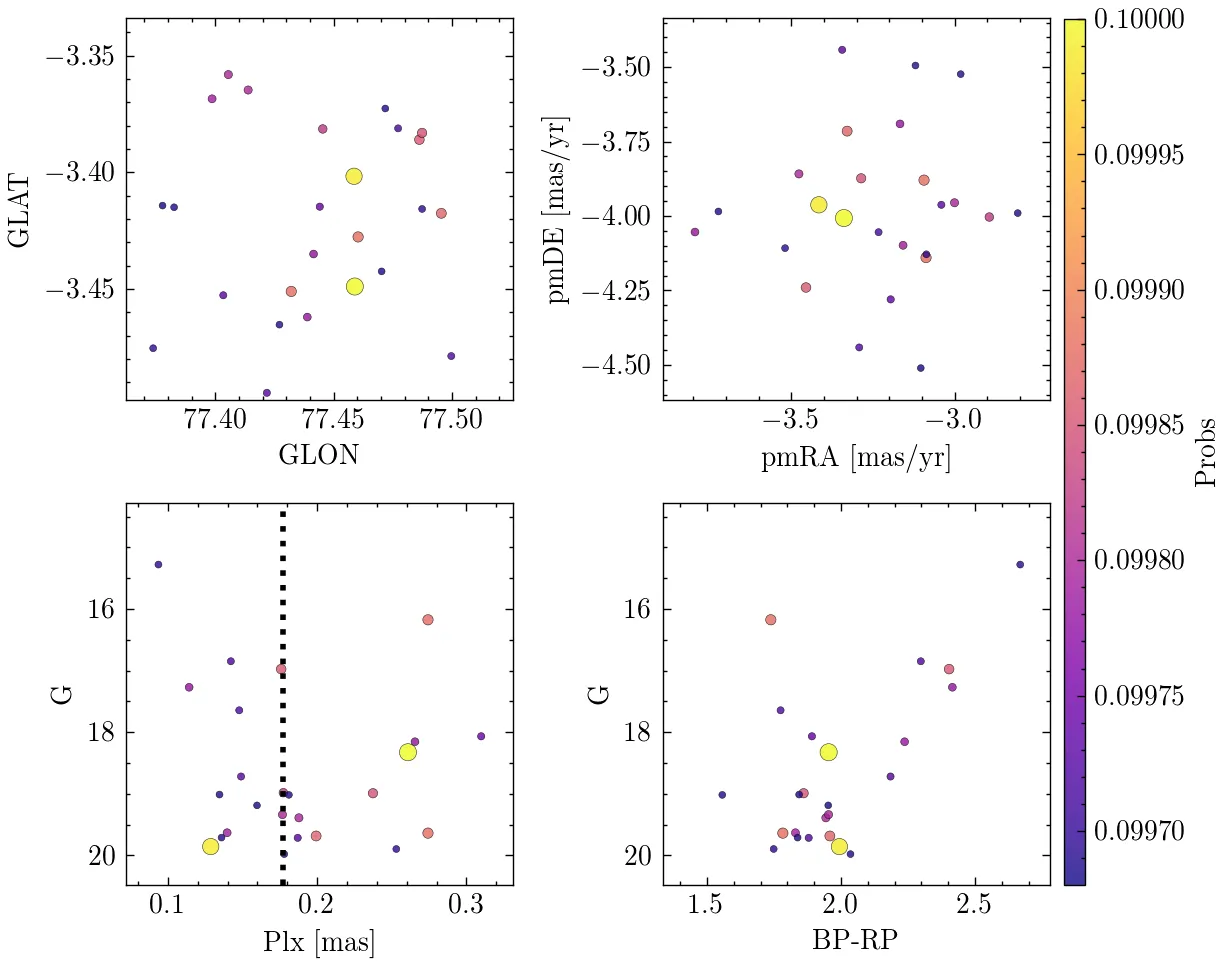 −3.35
−3.40
−3.45
GLAT
77.40 77.45 77.50
GLON
−3.50
−3.75
−4.00
−4.25
−4.50
pmDE [mas/yr]
−3.5 −3.0
pmRA [mas/yr]
0.10000
0.09995
0.09990
0.09985
0.09980
0.09975
0.09970
Probs
16
18
20
G
0.1 0.2 0.3
Plx [mas]
16
18
20
G
1.5 2.0 2.5
BP-RP